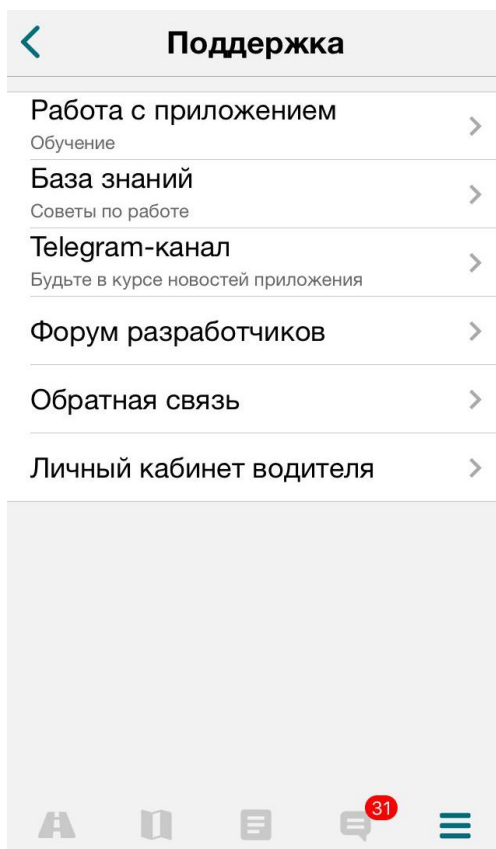 Поддержка
Работа с приложением
Обучение
База знаний
Советы по работе
Telegram-канал
Будьте в курсе новостей приложения
Форум разработчиков
Обратная связь
Личный кабинет водителя
31